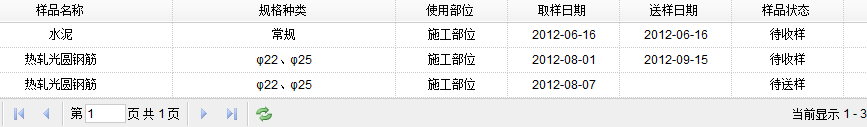 样品名称 规格种类 使用部位 取样日期 送样日期 样品状态
水泥 常规 施工部位 2012-06-16 2012-06-16 待收样
热轧光圆钢筋 φ22、φ25 施工部位 2012-08-01 2012-09-15 待收样
热轧光圆钢筋 φ22、φ25 施工部位 2012-08-07 待送样
第 1 页 共 1 页 当前显示 1 - 3